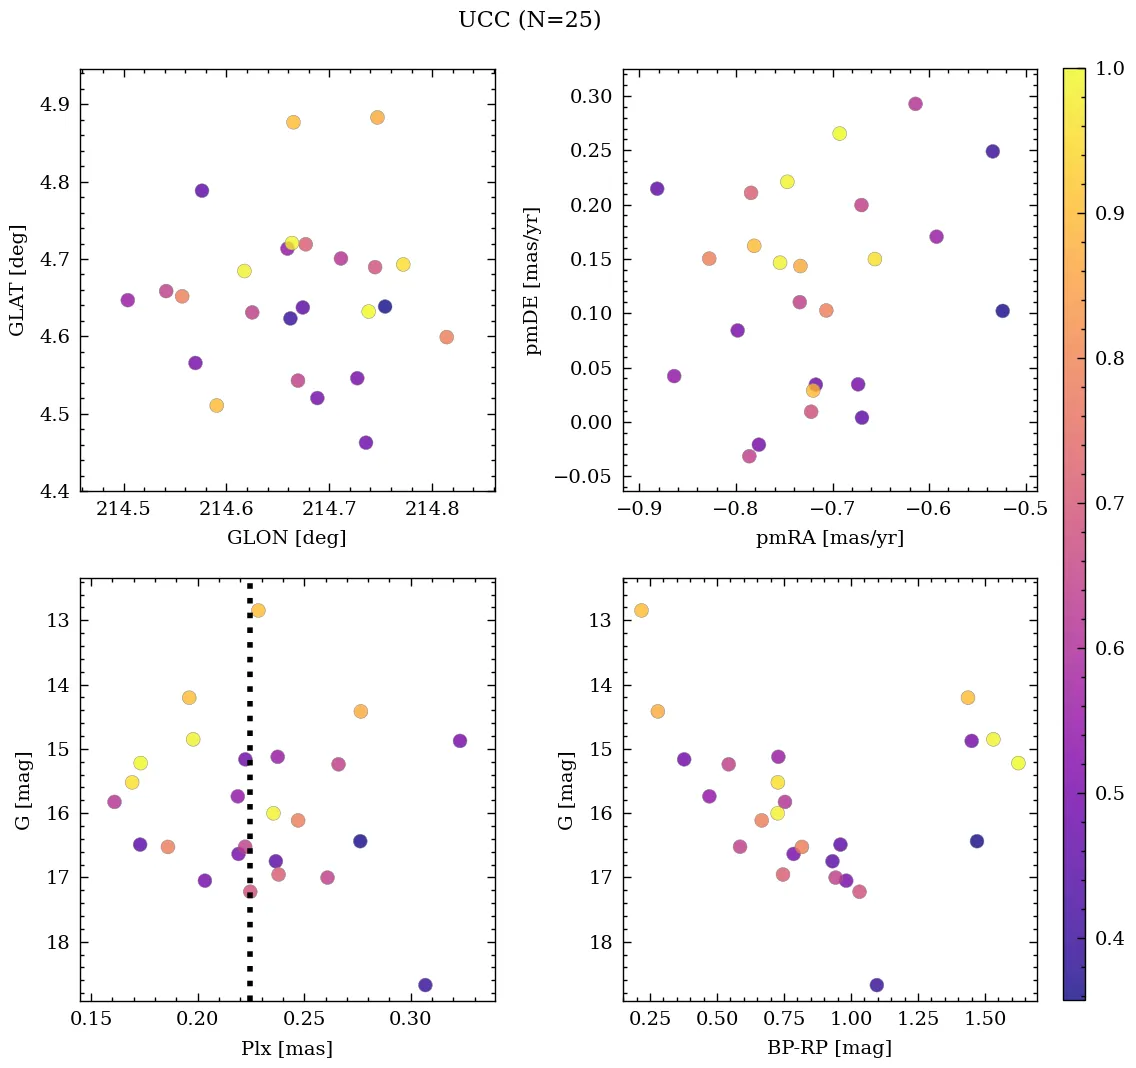 UCC (N=25)
4.9
4.8
4.7
4.6
4.5
4.4
GLAT [deg]
214.5 214.6 214.7 214.8
GLON [deg]
0.30
0.25
0.20
0.15
0.10
0.05
0.00
−0.05
pmDE [mas/yr]
−0.9 −0.8 −0.7 −0.6 −0.5
pmRA [mas/yr]
13
14
15
16
17
18
G [mag]
0.15 0.20 0.25 0.30
Plx [mas]
13
14
15
16
17
18
G [mag]
0.25 0.50 0.75 1.00 1.25 1.50
BP-RP [mag]
1.0
0.9
0.8
0.7
0.6
0.5
0.4